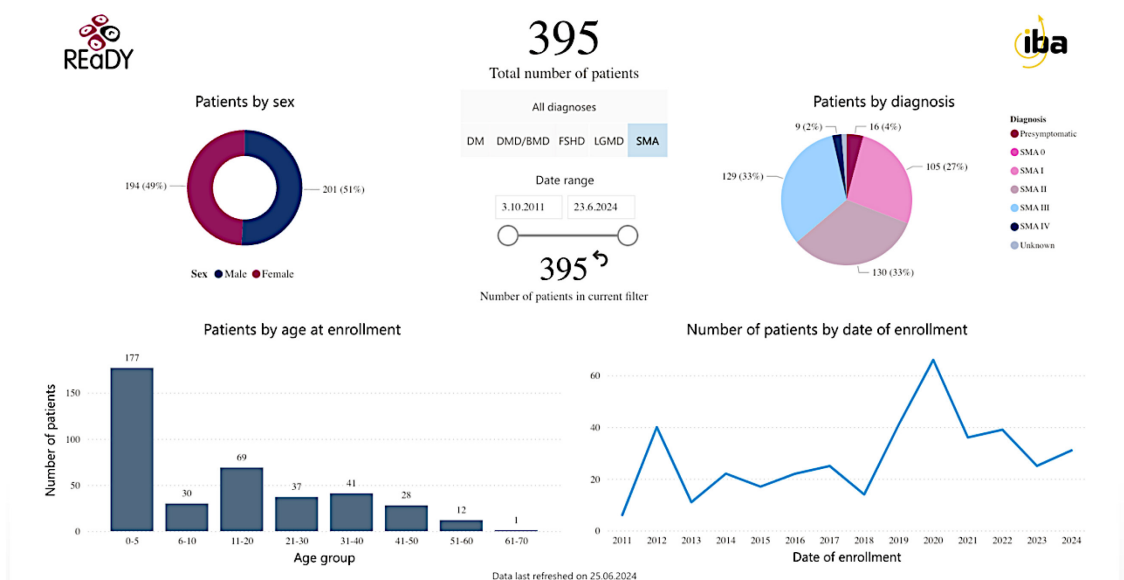 REaDY
395
Total number of patients
iba
Patients by sex
194 (49%)
201 (51%)
Sex Male Female
All diagnoses
DM DMD/BMD FSHD LGMD SMA
Date range
3.10.2011 23.6.2024
395
Number of patients in current filter
Patients by diagnosis
9 (2%)
16 (4%)
105 (27%)
129 (33%)
130 (33%)
Diagnosis
Presymptomatic
SMA 0
SMA I
SMA II
SMA III
SMA IV
Unknown
Patients by age at enrollment
Number of patients
150
100
50
0
177
30
69
37
41
28
12
1
0-5 6-10 11-20 21-30 31-40 41-50 51-60 61-70
Age group
Number of patients by date of enrollment
60
40
20
0
2011 2012 2013 2014 2015 2016 2017 2018 2019 2020 2021 2022 2023 2024
Date of enrollment
Data last refreshed on 25.06.2024